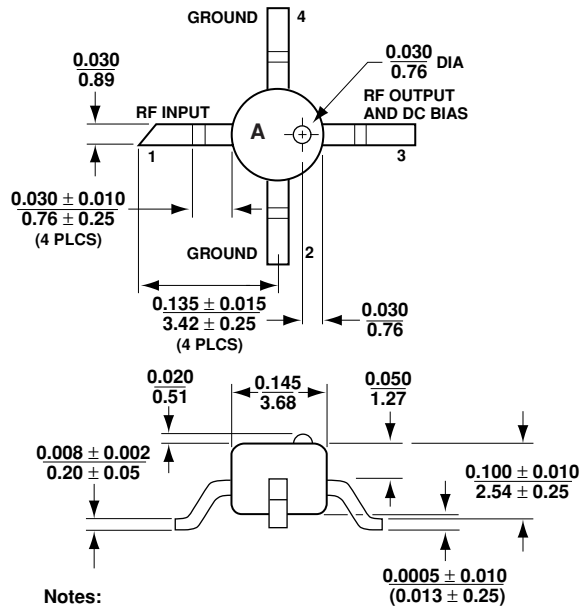 GROUND 4
0.030
0.89
0.030
0.76 DIA
RF INPUT
RF OUTPUT
AND DC BIAS
A
1
3
0.030 ± 0.010
0.76 ± 0.25
(4 PLCS)
GROUND 2
0.135 ± 0.015
3.42 ± 0.25
(4 PLCS)
0.030
0.76
0.020
0.51
0.145
3.68
0.050
1.27
0.008 ± 0.002
0.20 ± 0.05
0.100 ± 0.010
2.54 ± 0.25
0.0005 ± 0.010
(0.013 ± 0.25)
Notes: